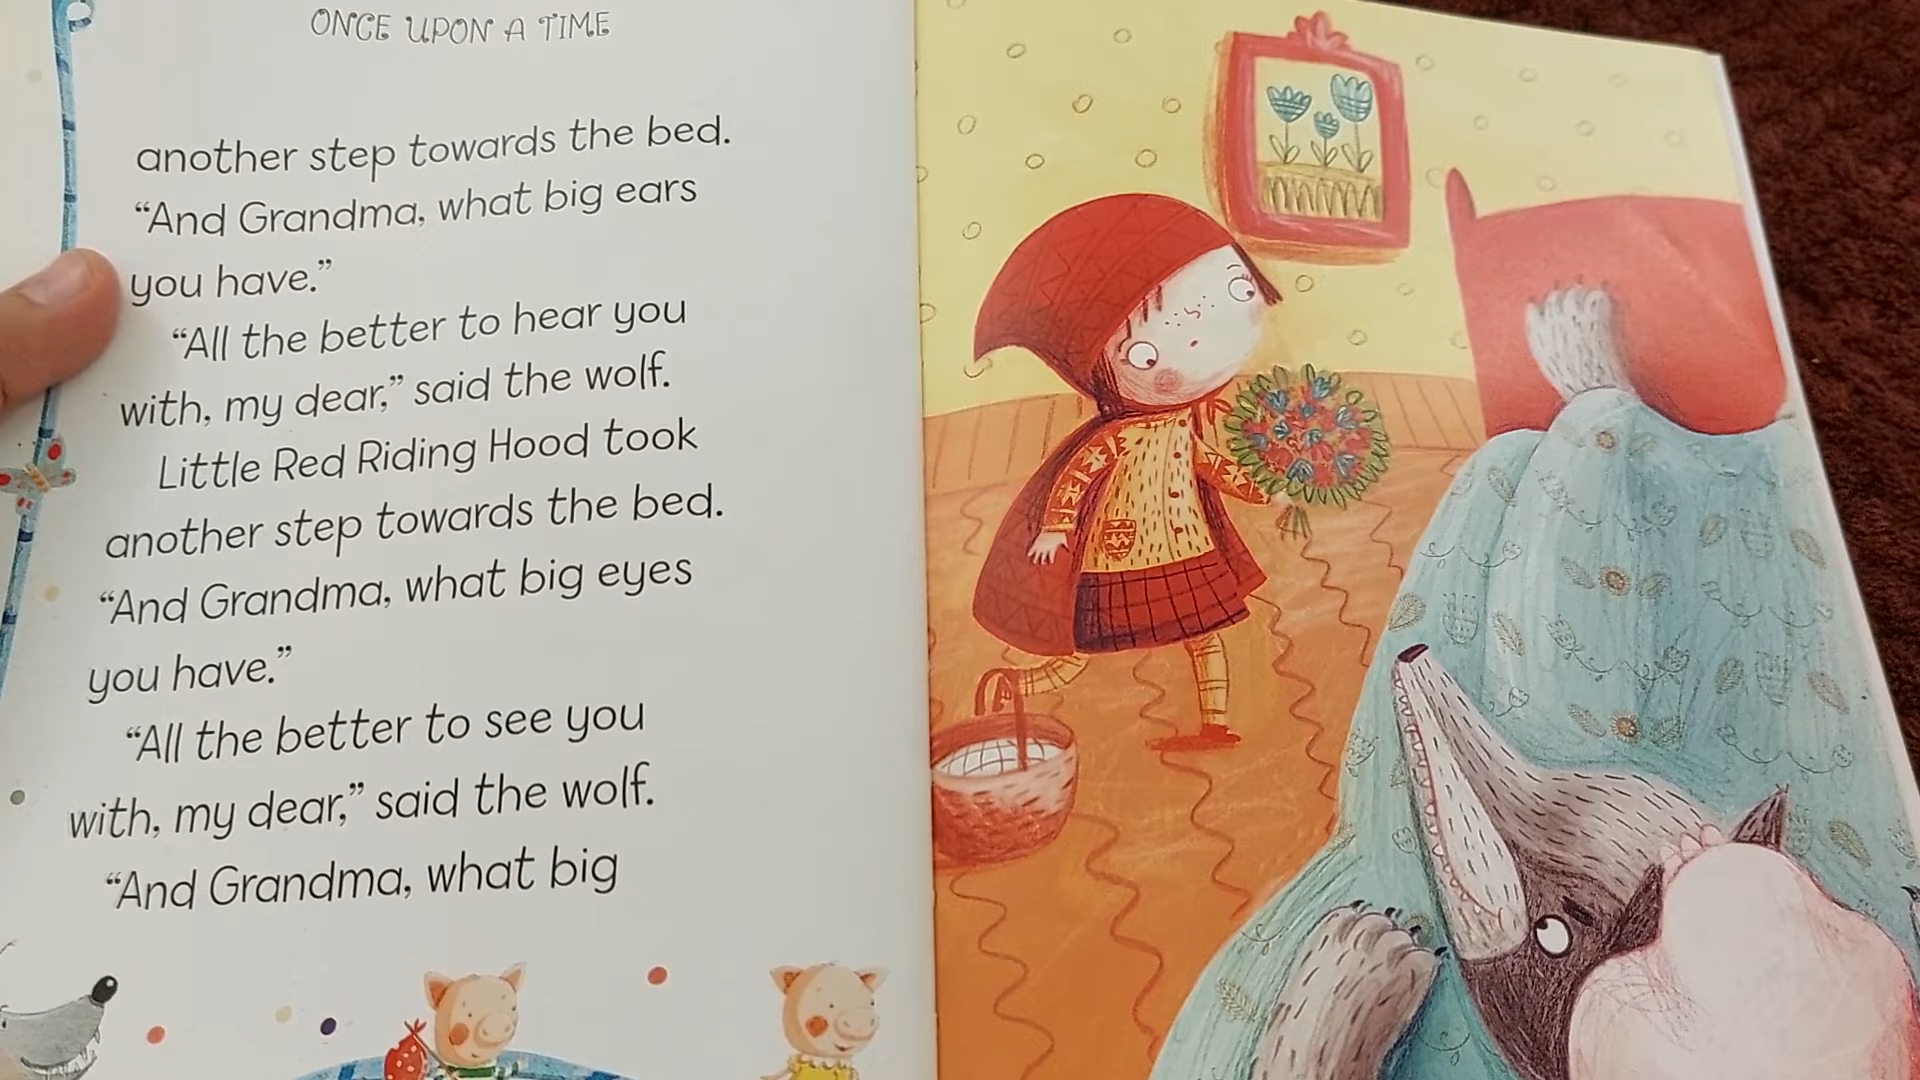 ONCE UPON A TIME
another step towards the bed.
“And Grandma, what big ears
you have.”
“All the better to hear you
with, my dear,” said the wolf.
Little Red Riding Hood took
another step towards the bed.
“And Grandma, what big eyes
you have.”
“All the better to see you
with, my dear,” said the wolf.
“And Grandma, what big